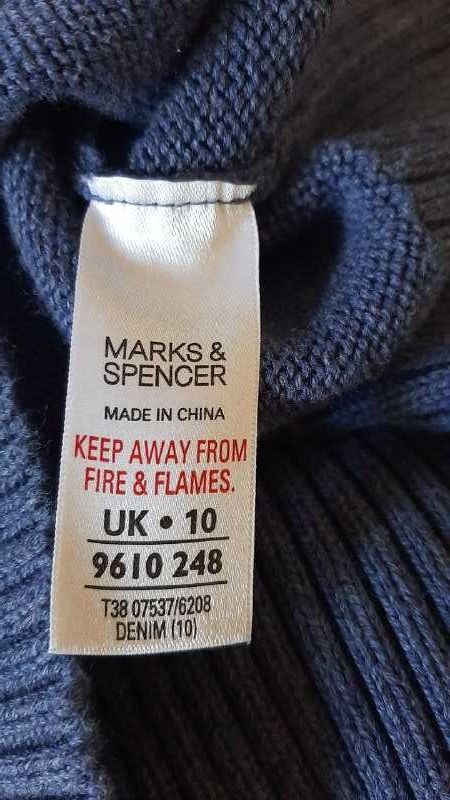 MARKS &
SPENCER
MADE IN CHINA
KEEP AWAY FROM
FIRE & FLAMES.
UK • 10
9610 248
T38 07537/6208
DENIM (10)